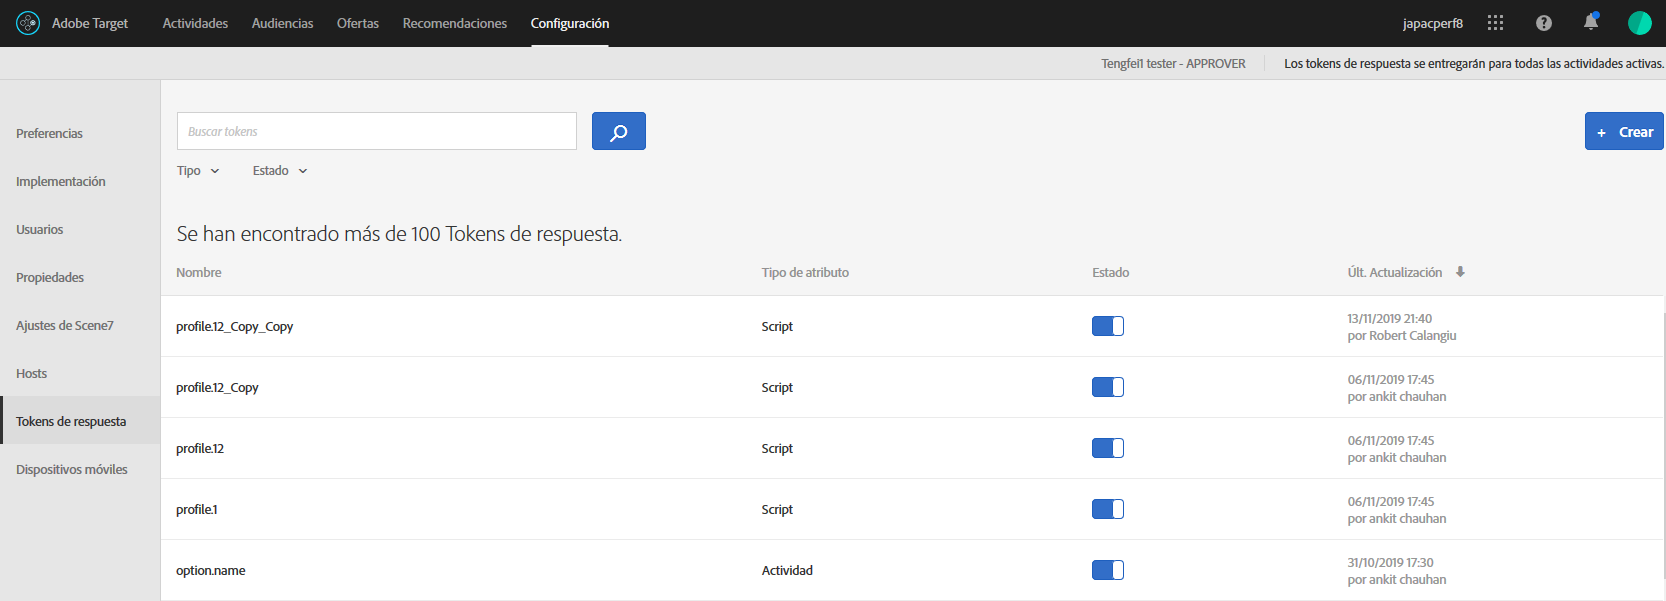 Adobe Target Actividades Audiencias Ofertas Recomendaciones Configuración japacperf8
Tengfei1 tester - APPROVER Los tokens de respuesta se entregarán para todas las actividades activas.
Preferencias
Implementación
Usuarios
Propiedades
Ajustes de Scene7
Hosts
Tokens de respuesta
Dispositivos móviles
Buscar tokens
+ Crear
Tipo Estado
Se han encontrado más de 100 Tokens de respuesta.
Nombre Tipo de atributo Estado Últ. Actualización
profile.12_Copy_Copy Script 13/11/2019 21:40
por Robert Calangiu
profile.12_Copy Script 06/11/2019 17:45
por ankit chauhan
profile.12 Script 06/11/2019 17:45
por ankit chauhan
profile.1 Script 06/11/2019 17:45
por ankit chauhan
option.name Actividad 31/10/2019 17:30
por ankit chauhan